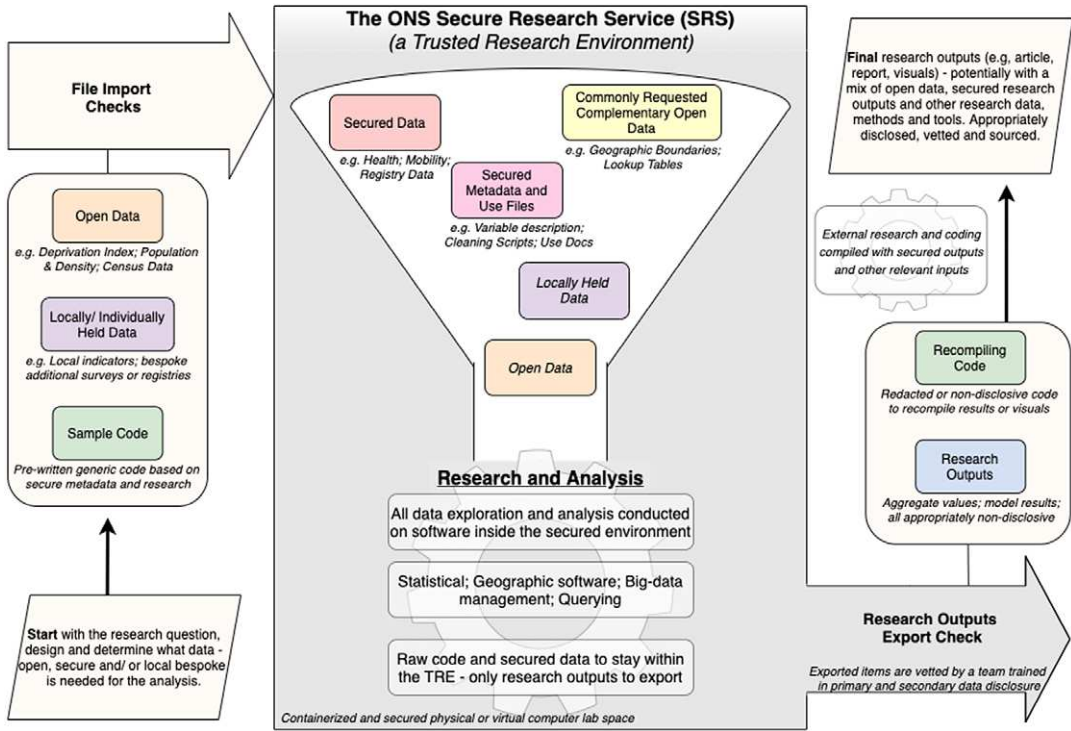 The ONS Secure Research Service (SRS)
(a Trusted Research Environment)
File Import
Checks
Open Data
e.g. Deprivation Index; Population
& Density; Census Data
Locally/ Individually
Held Data
e.g. Local indicators; bespoke
additional surveys or registries
Sample Code
Pre-written generic code based on
secure metadata and research
Start with the research question,
design and determine what data -
open, secure and/ or local bespoke
is needed for the analysis.
Secured Data
e.g. Health; Mobility;
Registry Data
Commonly Requested
Complementary Open
Data
e.g. Geographic Boundaries;
Lookup Tables
Secured
Metadata and
Use Files
e.g. Variable description;
Cleaning Scripts; Use Docs
Locally Held
Data
Open Data
Research and Analysis
All data exploration and analysis conducted
on software inside the secured environment
Statistical; Geographic software; Big-data
management; Querying
Raw code and secured data to stay within
the TRE - only research outputs to export
Containerized and secured physical or virtual computer lab space
Final research outputs (e.g, article,
report, visuals) - potentially with a
mix of open data, secured research
outputs and other research data,
methods and tools. Appropriately
disclosed, vetted and sourced.
External research and coding
compiled with secured outputs
and other relevant inputs
Recompiling
Code
Redacted or non-disclosive code
to recompile results or visuals
Research
Outputs
Aggregate values; model results;
all appropriately non-disclosive
Research Outputs
Export Check
Exported items are vetted by a team trained
in primary and secondary data disclosure